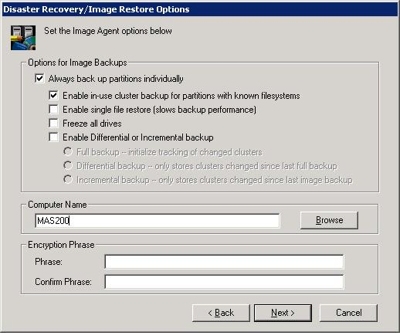 Disaster Recovery/Image Restore Options
Set the Image Agent options below
Options for Image Backups
Always back up partitions individually
Enable in-use cluster backup for partitions with known filesystems
Enable single file restore (slows backup performance)
Freeze all drives
Enable Differential or Incremental backup
Full backup -- initialize tracking of changed clusters
Differential backup -- only stores clusters changed since last full backup
Incremental backup -- only stores clusters changed since last image backup
Computer Name
MAS200
Browse
Encryption Phrase
Phrase:
Confirm Phrase:
< Back
Next >
Cancel